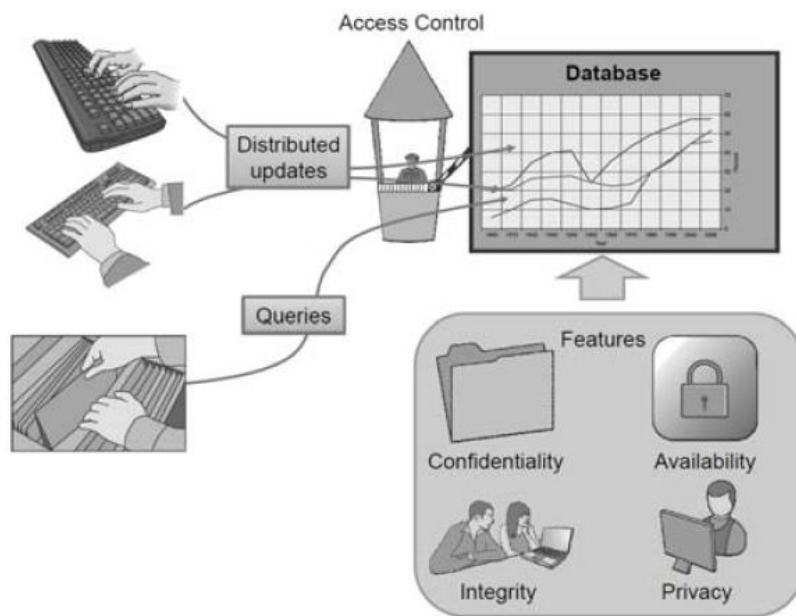 Access Control
Database
Distributed
updates
Queries
Features
Confidentiality
Availability
Integrity
Privacy